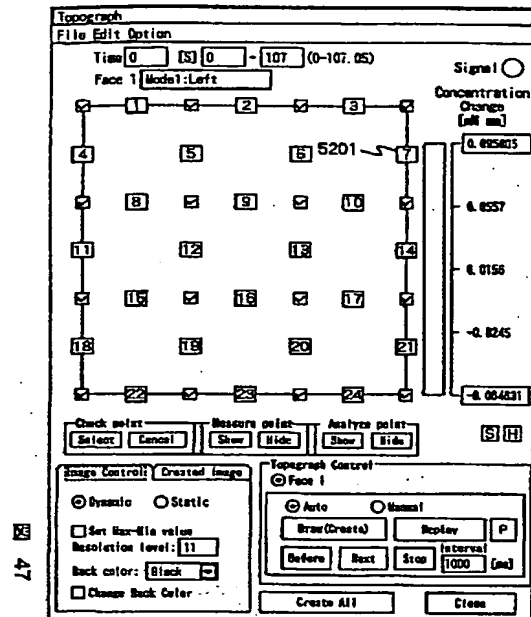 Topograph
File Edit Option
Time 0 [S] 0 - 107 (0-107.05)
Signal
Face 1 Modal:Left
Concentration Change [mM mm]
1 2 3
4 5 6 5201 7
8 9 10
11 12 13 14
15 16 17
18 19 20 21
22 23 24
0.0557
0.0156
-0.0245
Check point Measure point Analyze point
Select Cancel Show Hide Show Hide
S H
Image Control Created image
Topograph Control
Face 1
Dynamic Static
Auto Manual
Set Max-Min value
Draw(Create) Replay P
Resolution level: 11
Before Next Stop Interval 1000 [ms]
Back color: Black
Change Back Color
Create All Close
図 47